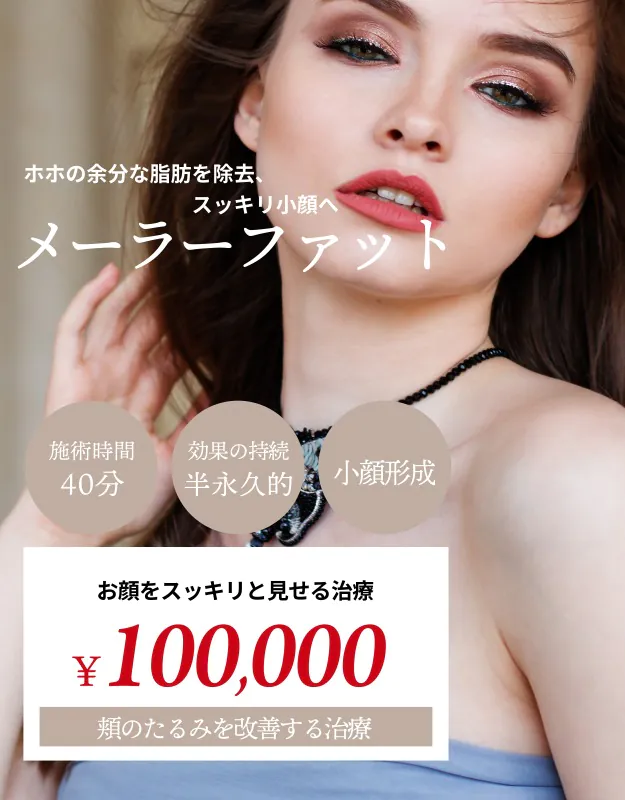 ホホの余分な脂肪を除去、
スッキリ小顔へ
メーラーファット
施術時間
40分
効果の持続
半永久的
小顔形成
お顔をスッキリと見せる治療
¥100,000
頬のたるみを改善する治療